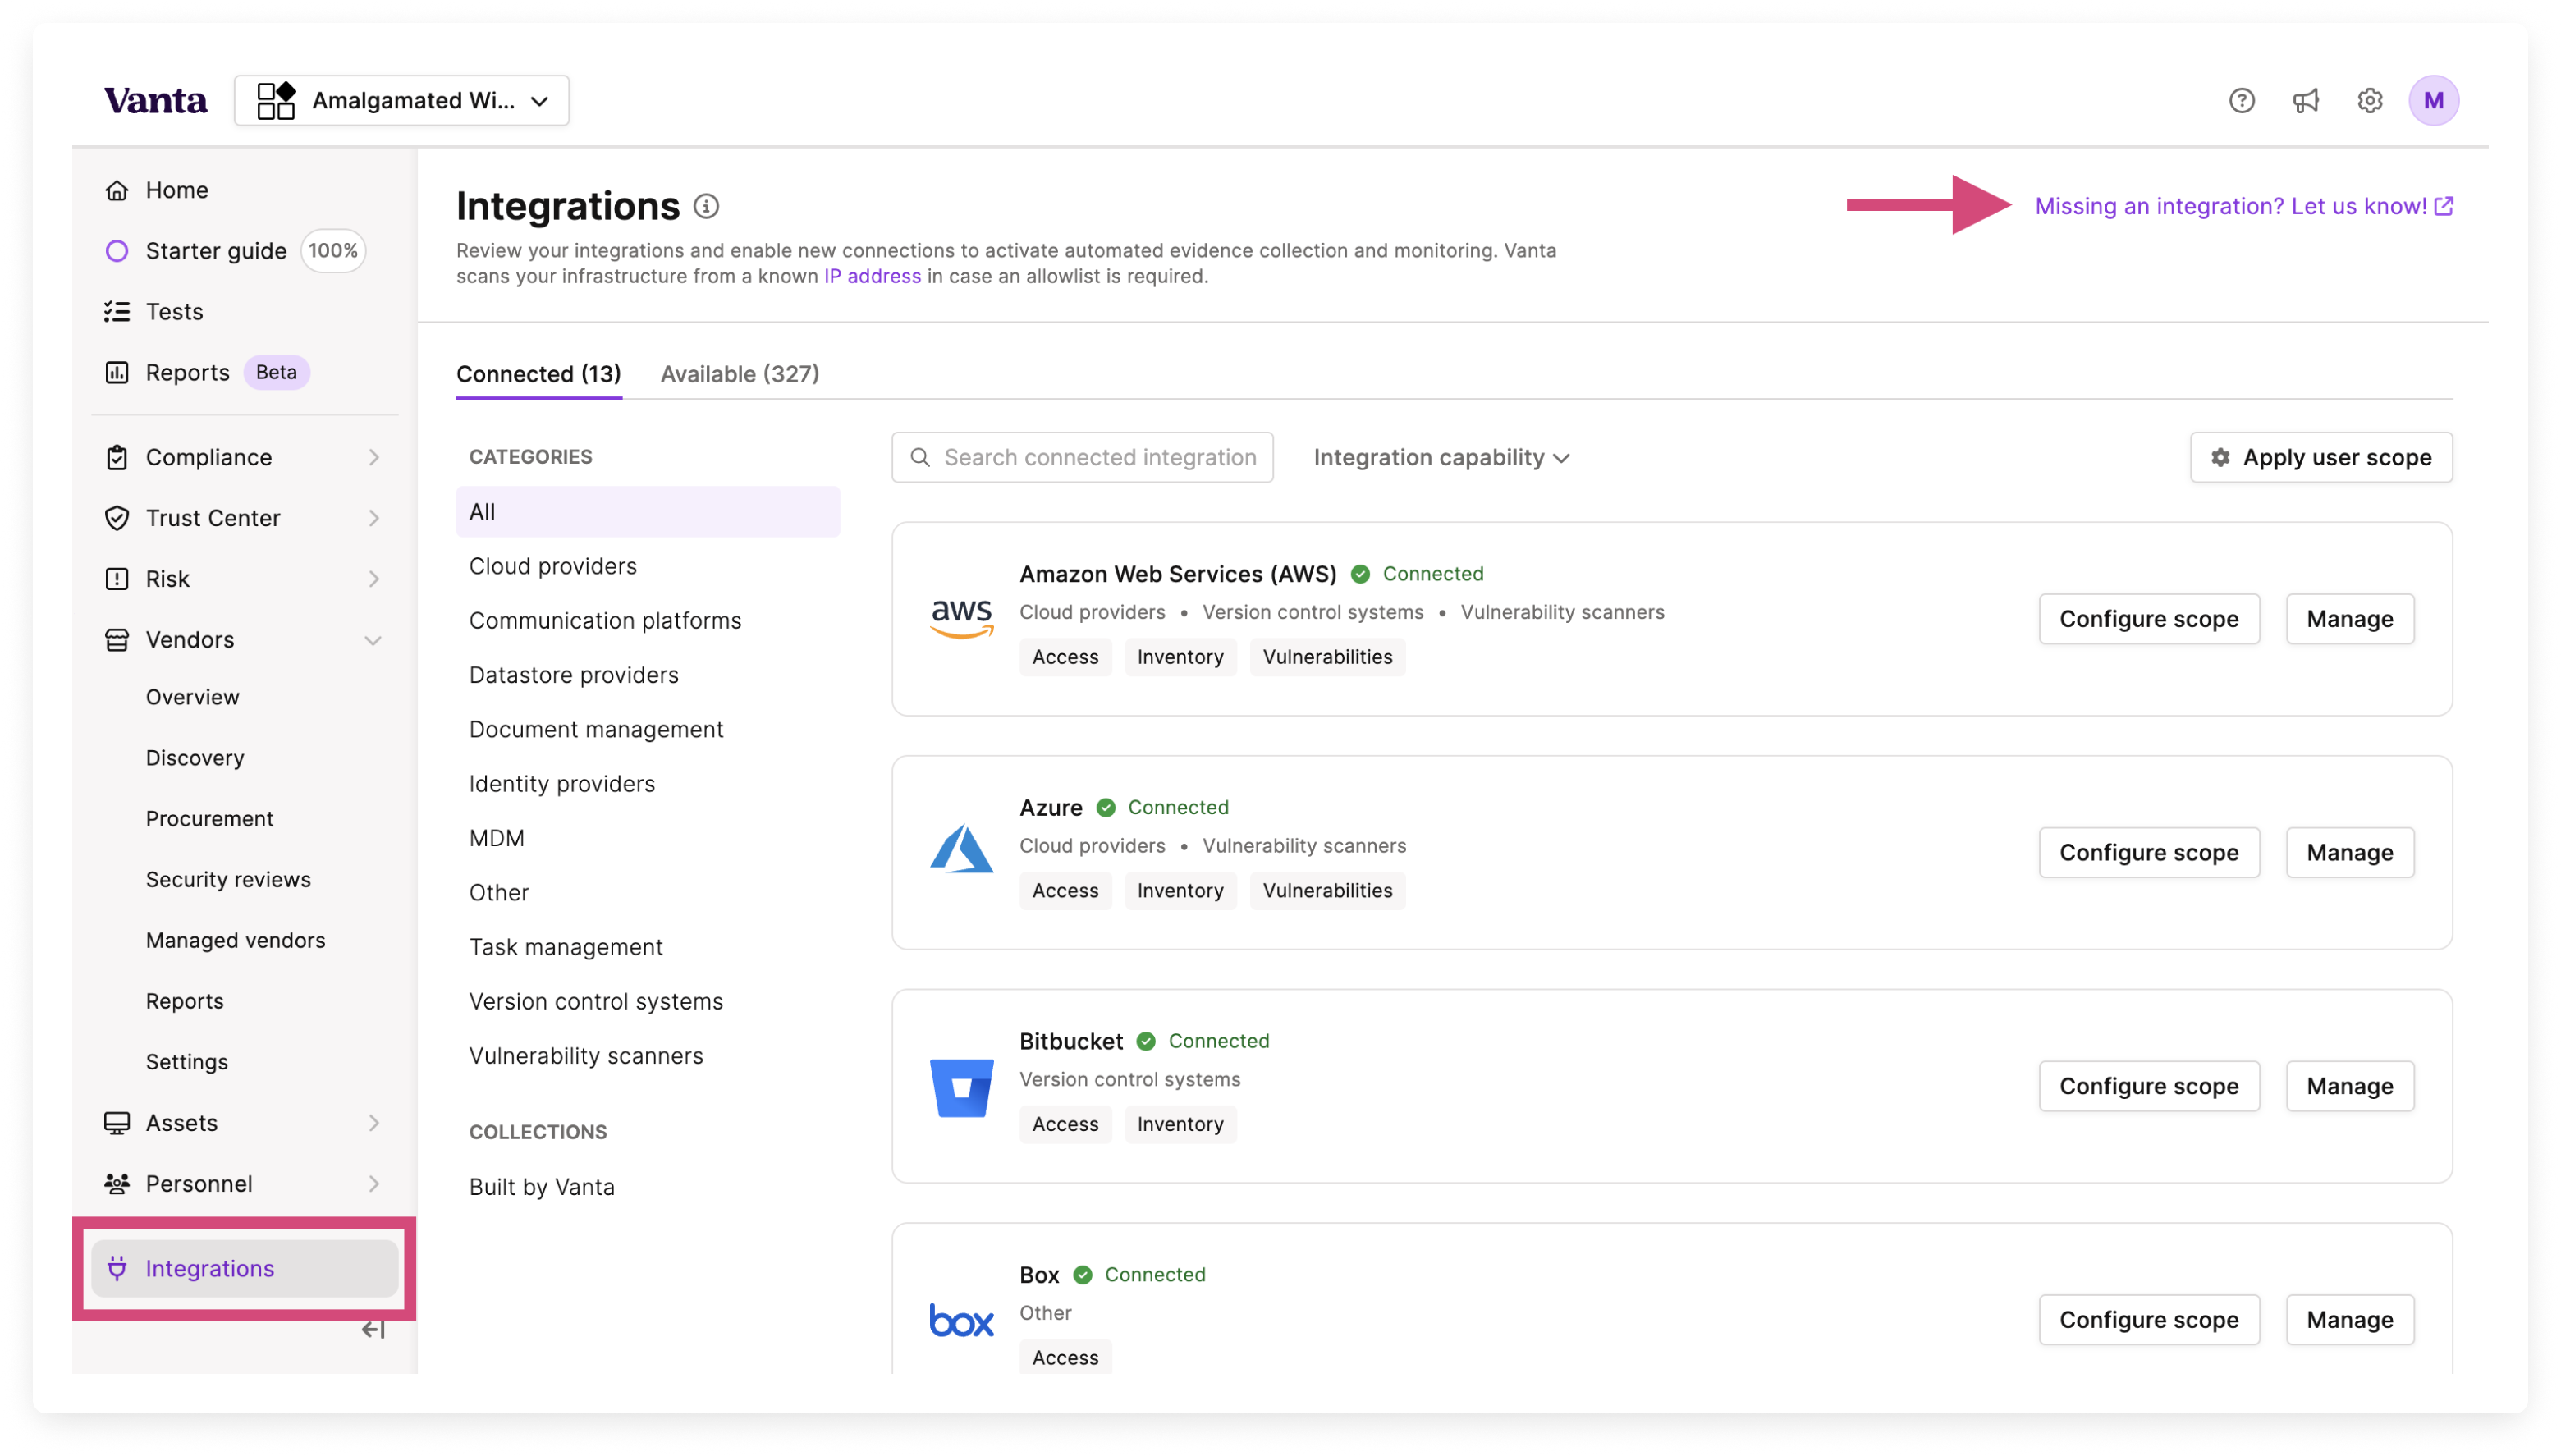 Vanta
Amalgamated Wi...
M
Home
Starter guide 100%
Tests
Reports Beta
Compliance
Trust Center
Risk
Vendors
Overview
Discovery
Procurement
Security reviews
Managed vendors
Reports
Settings
Assets
Personnel
Integrations
Integrations
Missing an integration? Let us know!
Review your integrations and enable new connections to activate automated evidence collection and monitoring. Vanta
scans your infrastructure from a known IP address in case an allowlist is required.
Connected (13) Available (327)
CATEGORIES
All
Cloud providers
Communication platforms
Datastore providers
Document management
Identity providers
MDM
Other
Task management
Version control systems
Vulnerability scanners
COLLECTIONS
Built by Vanta
Search connected integration
Integration capability
Apply user scope
aws
Amazon Web Services (AWS) Connected
Cloud providers • Version control systems • Vulnerability scanners
Access Inventory Vulnerabilities
Configure scope Manage
Azure Connected
Cloud providers • Vulnerability scanners
Access Inventory Vulnerabilities
Configure scope Manage
Bitbucket Connected
Version control systems
Access Inventory
Configure scope Manage
box
Box Connected
Other
Access
Configure scope Manage